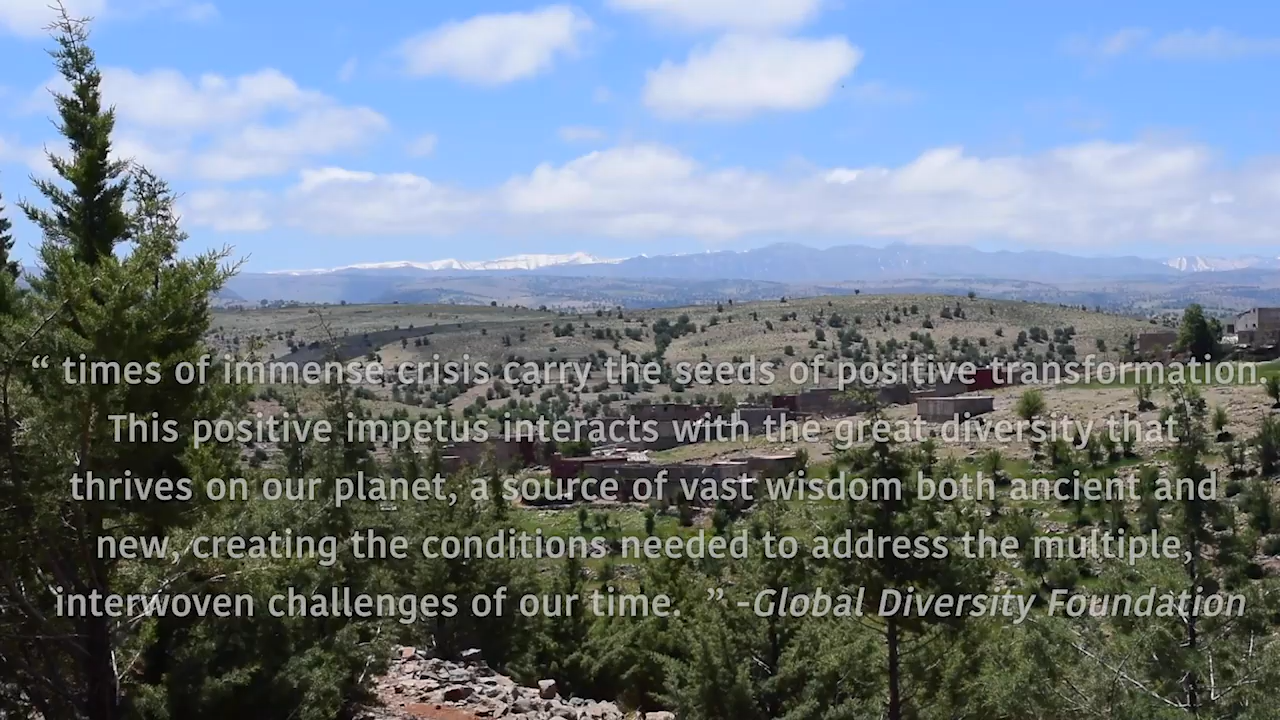 “ times of immense crisis carry the seeds of positive transformation.
This positive impetus interacts with the great diversity that
thrives on our planet, a source of vast wisdom both ancient and
new, creating the conditions needed to address the multiple,
interwoven challenges of our time. ” -Global Diversity Foundation